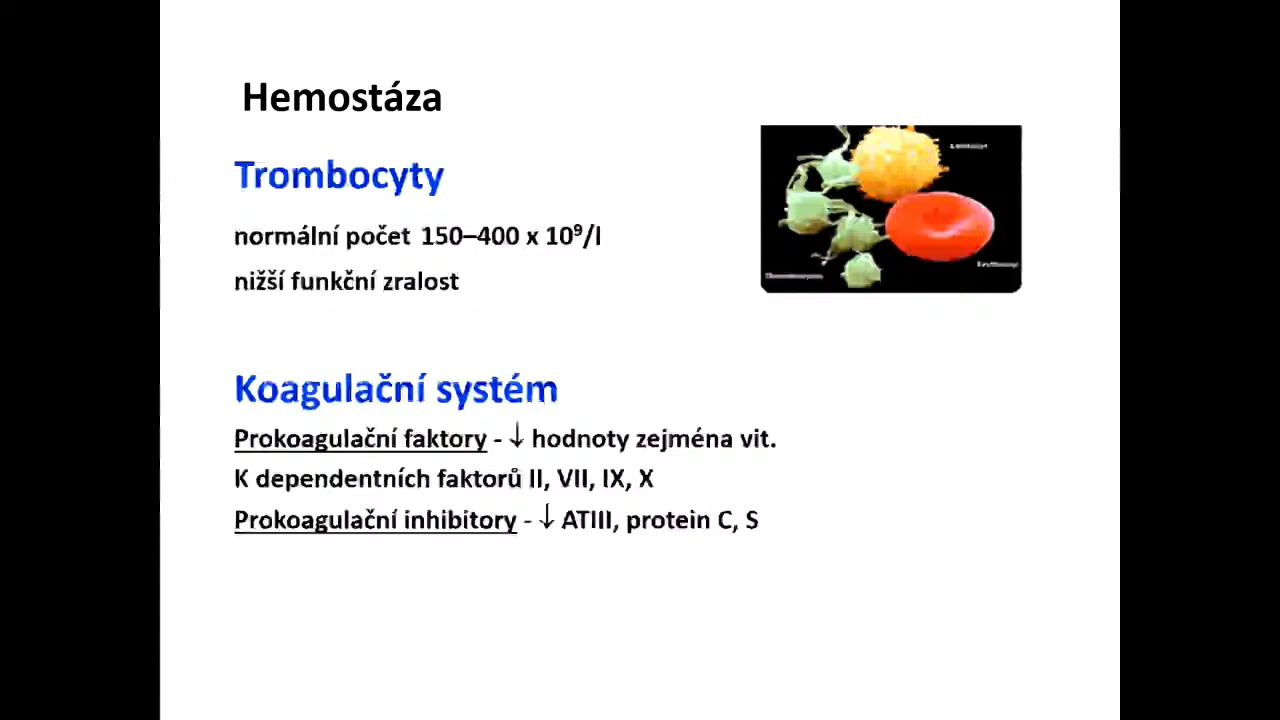 Hemostáza
Trombocyty
normální počet 150–400 x 10⁹/l
nižší funkční zralost
Koagulační systém
Prokoagulační faktory - ↓ hodnoty zejména vit.
K dependentních faktorů II, VII, IX, X
Prokoagulační inhibitory - ↓ ATIII, protein C, S